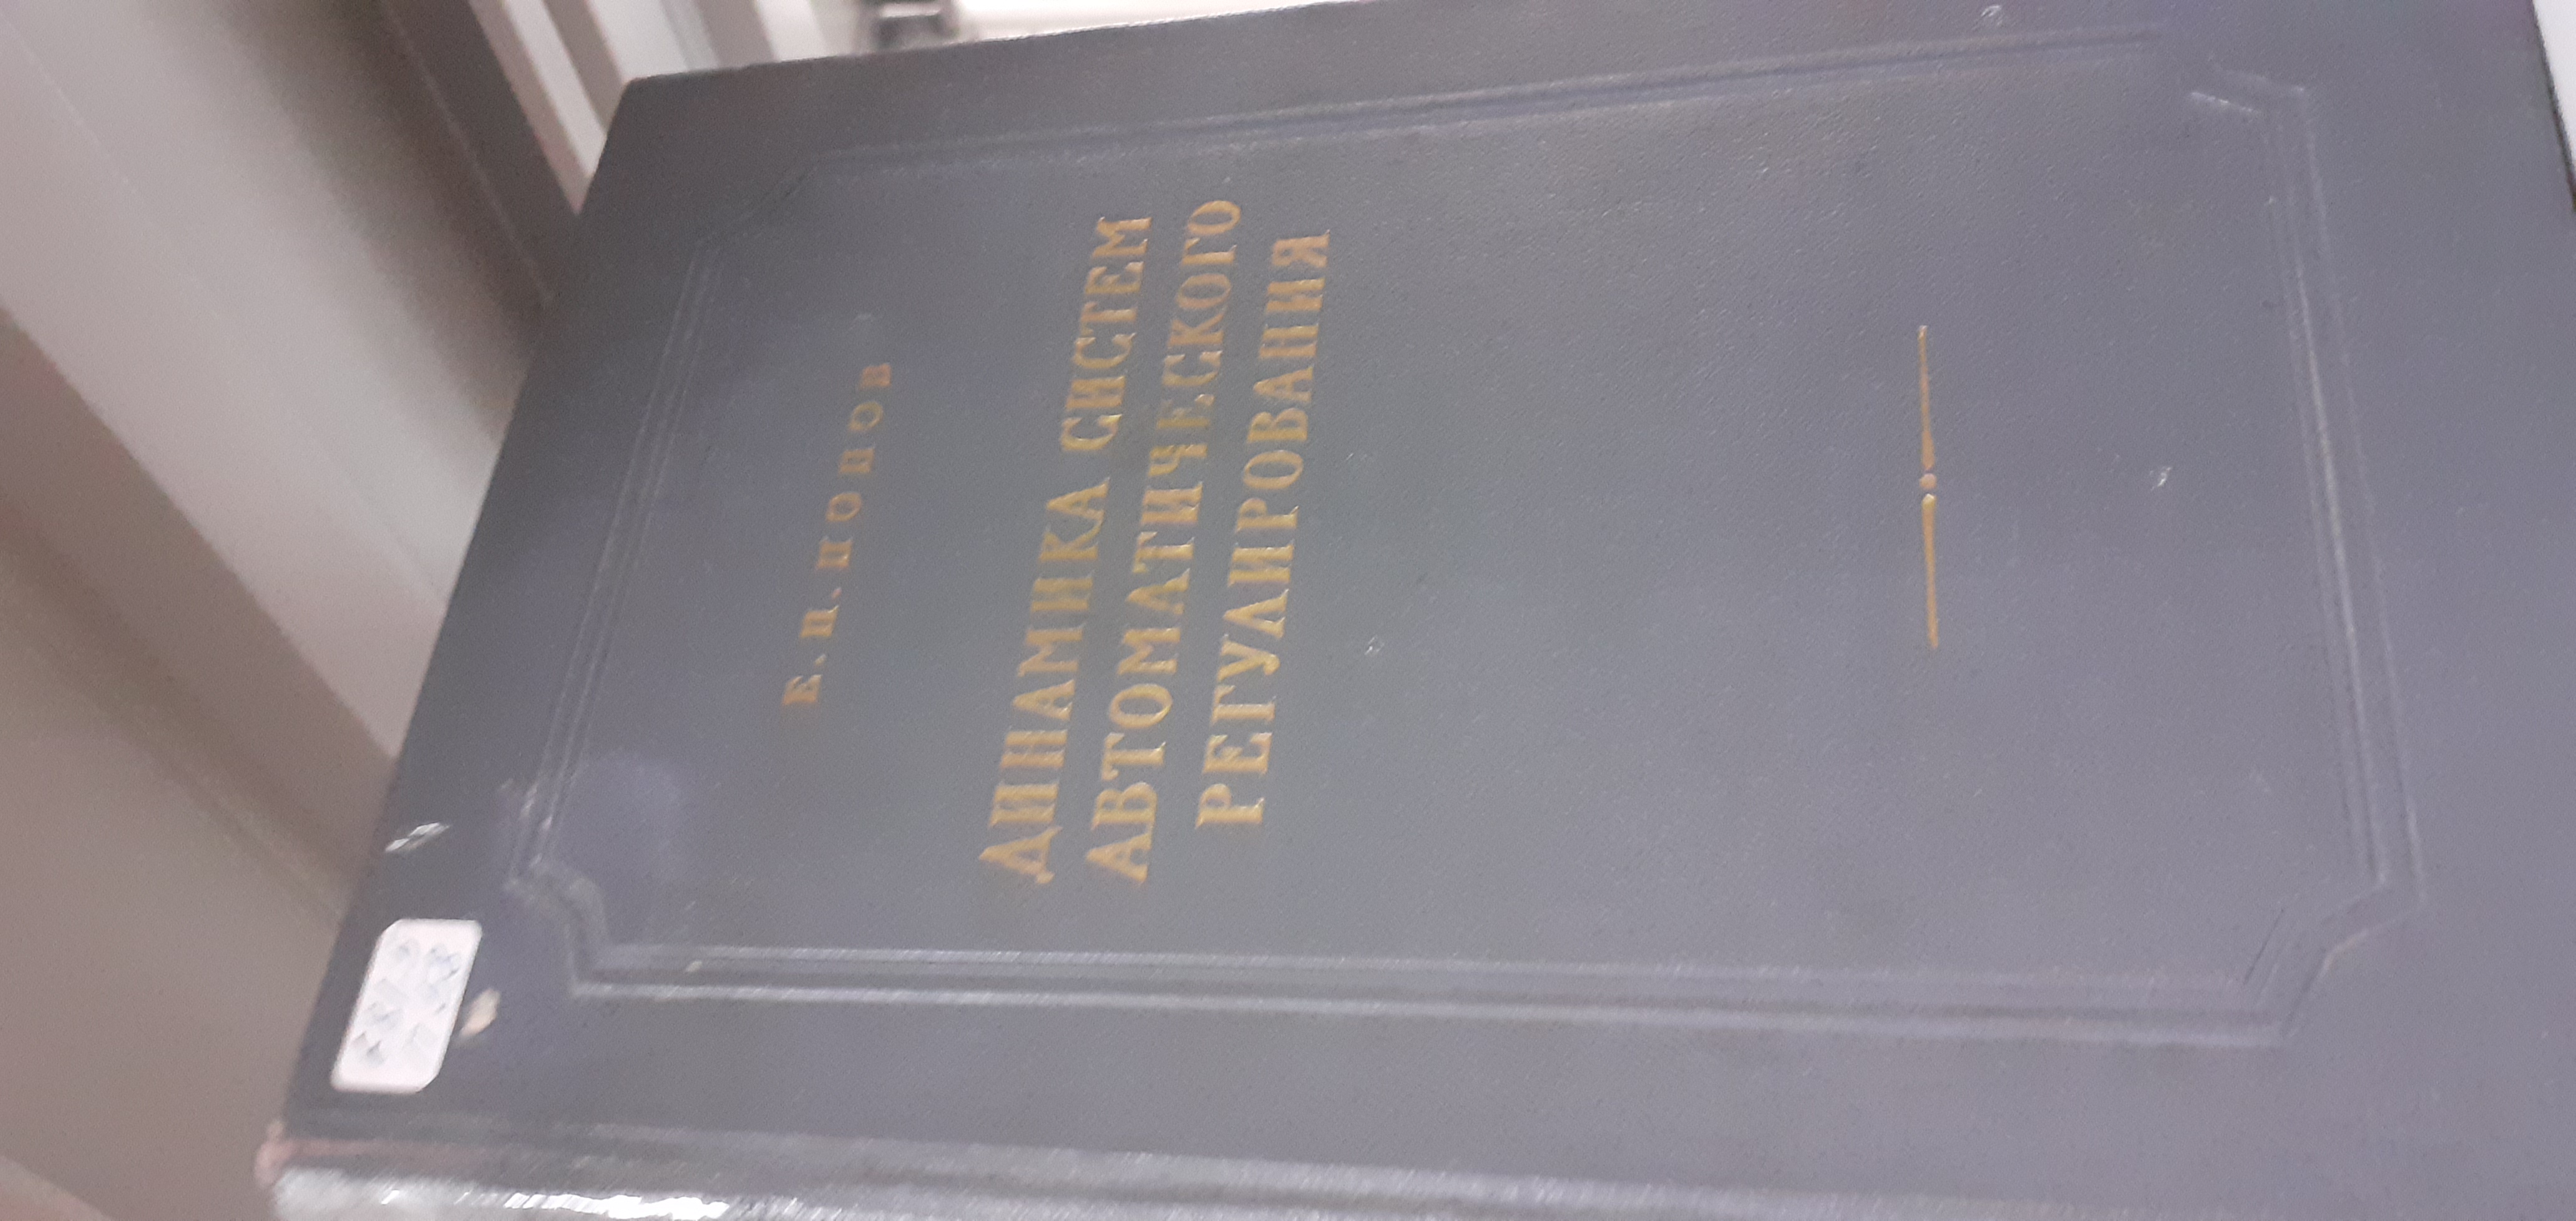 Е. П. ПОПОВ
ДИНАМИКА СИСТЕМ
АВТОМАТИЧЕСКОГО
РЕГУЛИРОВАНИЯ